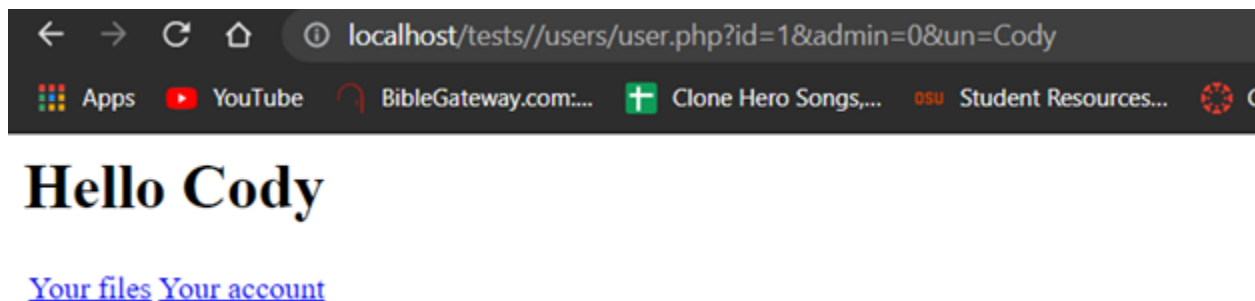 localhost/tests//users/user.php?id=1&admin=0&un=Cody
Apps YouTube BibleGateway.com:... Clone Hero Songs,... OSU Student Resources...
Hello Cody
Your files Your account